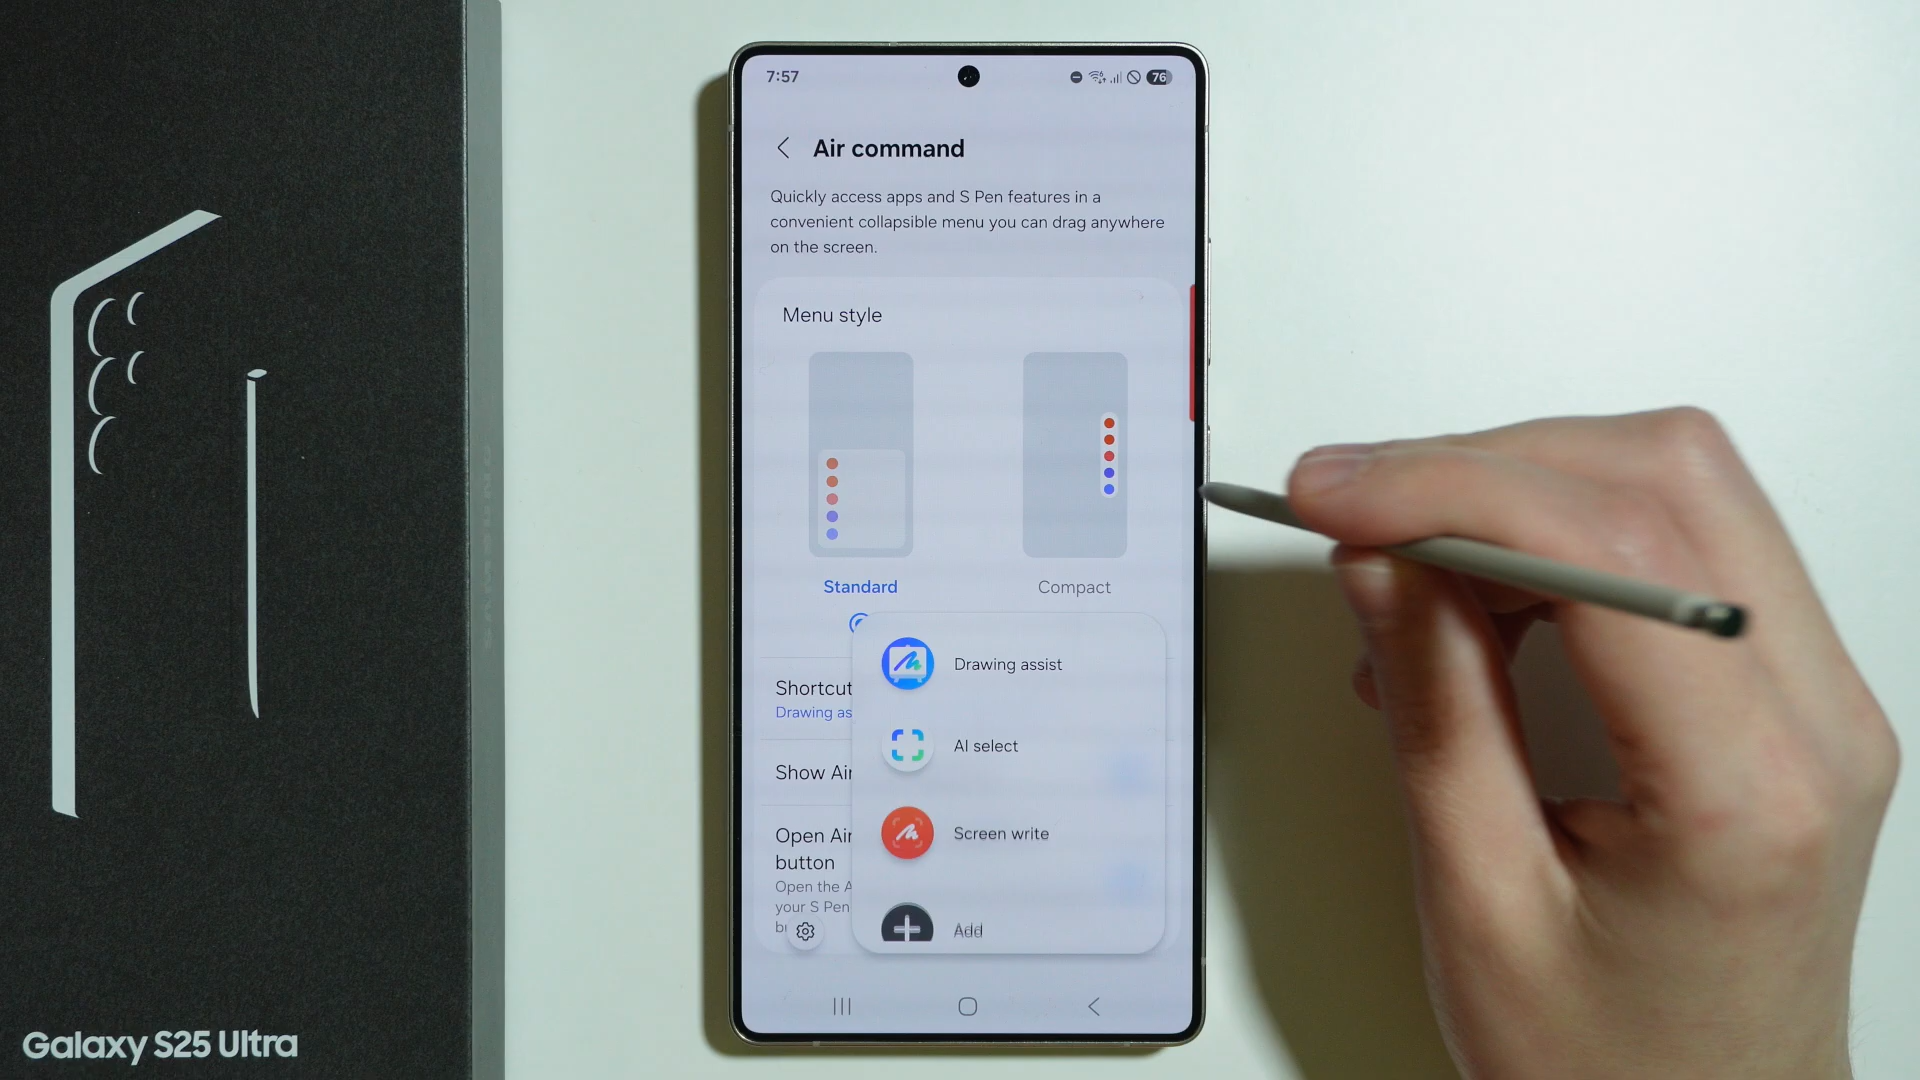 7:57
76
Air command
Quickly access apps and S Pen features in a
convenient collapsible menu you can drag anywhere
on the screen.
Menu style
Standard
Compact
Drawing assist
Shortcut
Drawing as
AI select
Show Air
Screen write
Open Air
button
Open the A
your S Pen
Add
Galaxy S25 Ultra